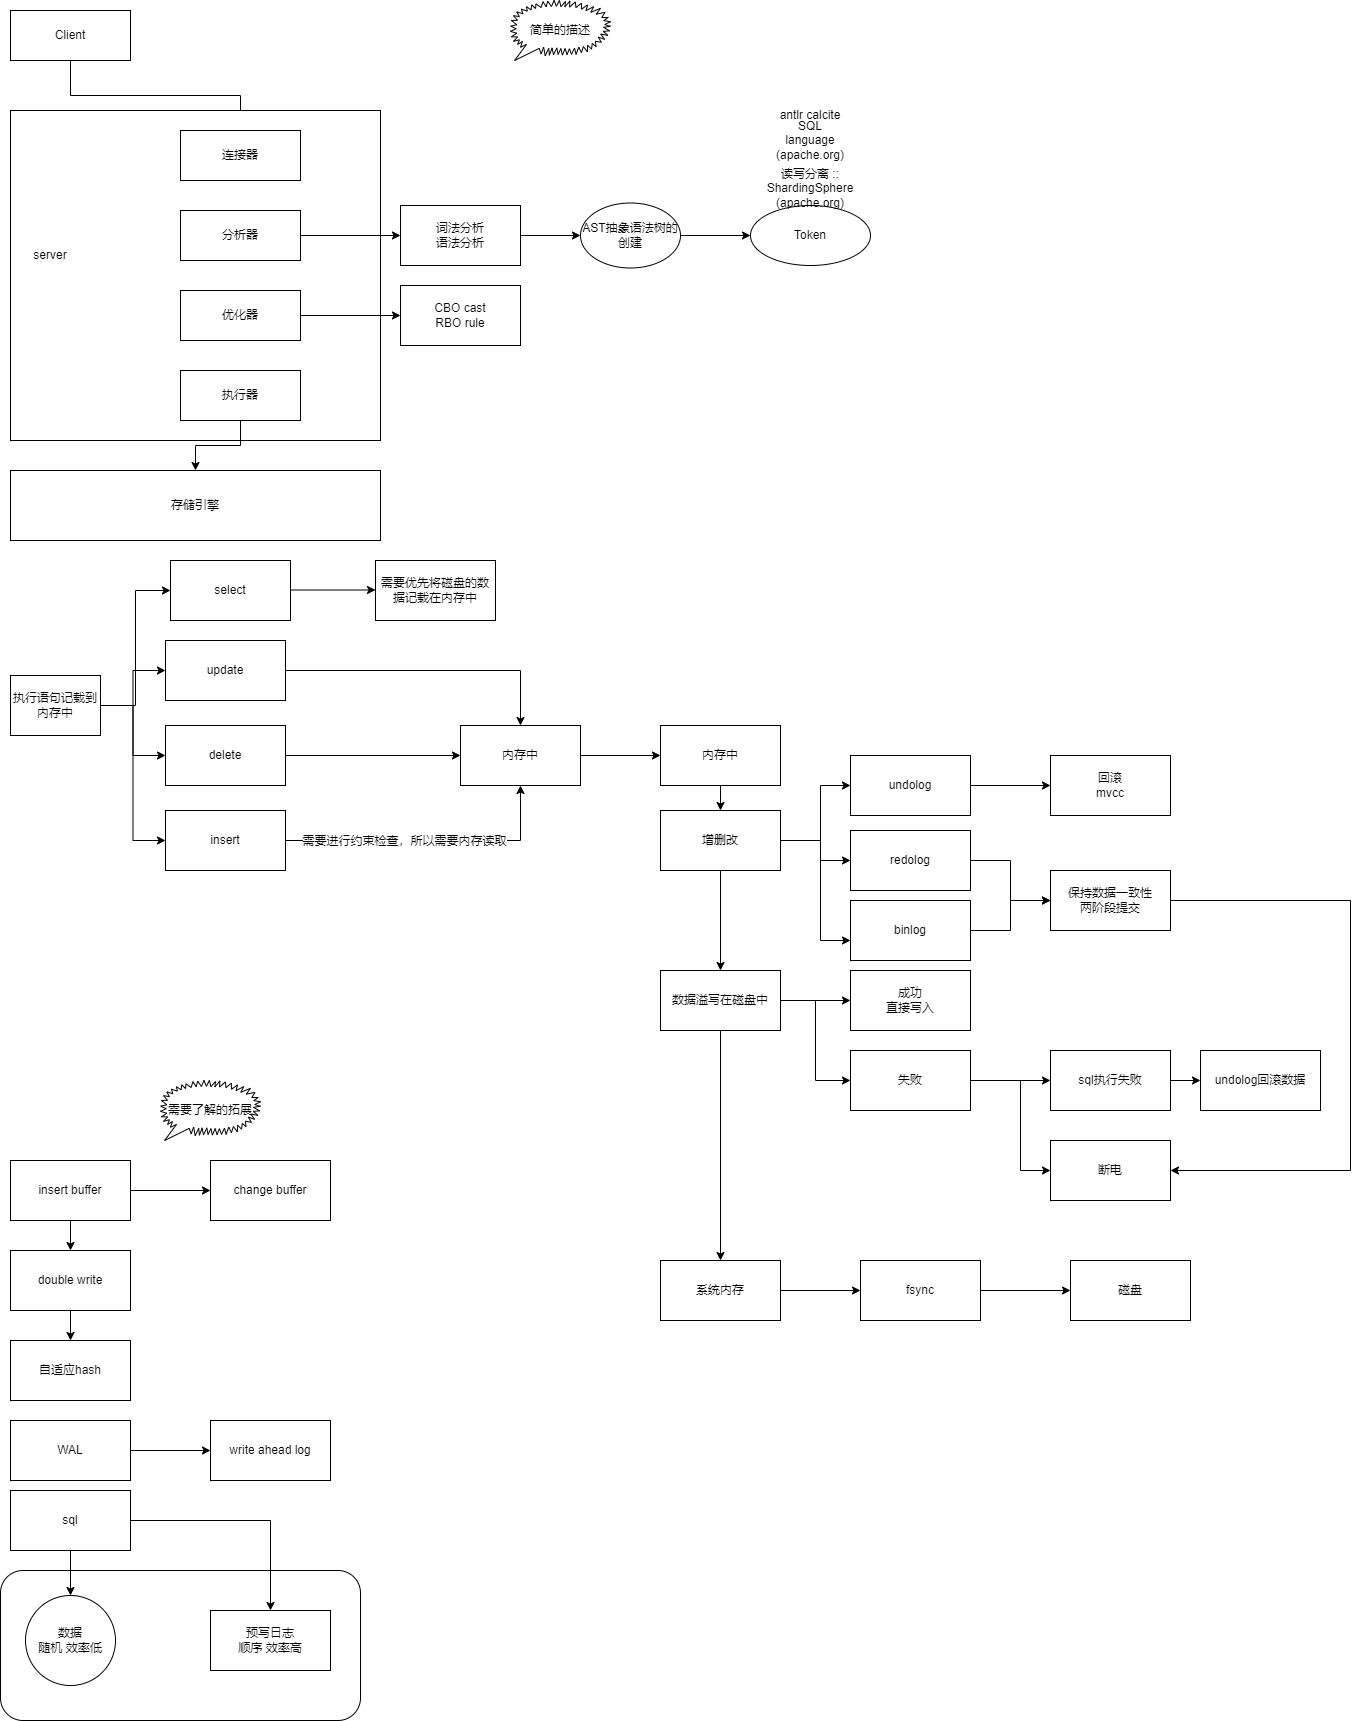 Client
简单的描述
server
连接器
分析器
优化器
执行器
词法分析
语法分析
AST抽象语法树的
创建
antlr calcite
SQL
language
(apache.org)
读写分离 ::
ShardingSphere
(apache.org)
Token
CBO cast
RBO rule
存储引擎
执行语句记载到
内存中
select
需要优先将磁盘的数
据记载在内存中
update
delete
insert
需要进行约束检查，所以需要内存读取
内存中
内存中
增删改
undolog
回滚
mvcc
redolog
binlog
保持数据一致性
两阶段提交
数据溢写在磁盘中
成功
直接写入
失败
sql执行失败
undolog回滚数据
断电
系统内存
fsync
磁盘
需要了解的拓展
insert buffer
change buffer
double write
自适应hash
WAL
write ahead log
sql
数据
随机 效率低
预写日志
顺序 效率高